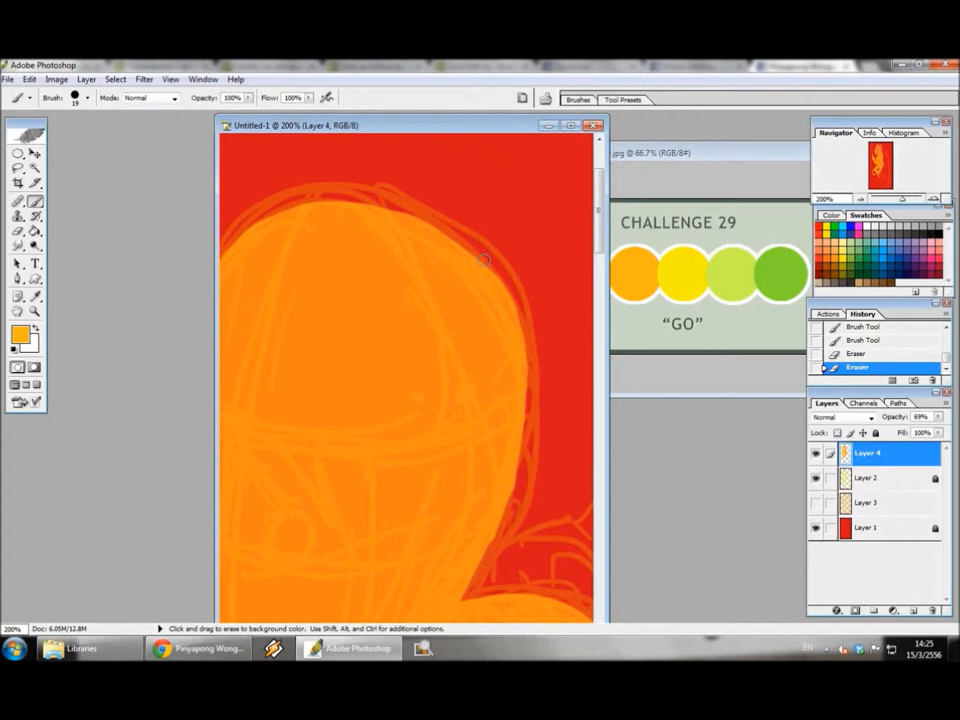 Adobe Photoshop
File Edit Image Layer Select Filter View Window Help
Brush: 19 Mode: Normal Opacity: 100% Flow: 100% Brushes Tool Presets
Untitled-1 @ 200% (Layer 4, RGB/8)
.jpg @ 66.7% (RGB/8#)
CHALLENGE 29
“GO”
Navigator Info Histogram
200%
Color Swatches
Actions History
Brush Tool
Brush Tool
Eraser
Eraser
Layers Channels Paths
Normal Opacity: 69%
Lock: Fill: 100%
Layer 4
Layer 2
Layer 3
Layer 1
200% Doc: 6.05M/12.8M Click and drag to erase to background color. Use Shift, Alt, and Ctrl for additional options.
Libraries Pinyapong Wong... Adobe Photoshop EN 14:25
15/3/2556